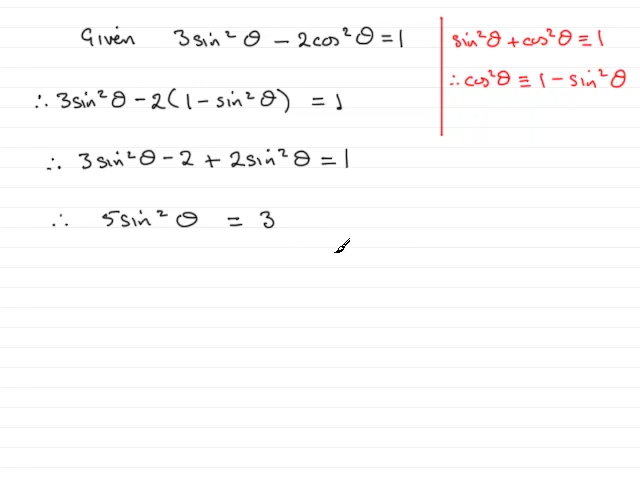 Given 3sin²θ − 2cos²θ = 1
∴ 3sin²θ − 2(1 − sin²θ) = 1
∴ 3sin²θ − 2 + 2sin²θ = 1
∴ 5sin²θ = 3
sin²θ + cos²θ ≡ 1
∴ cos²θ ≡ 1 − sin²θ